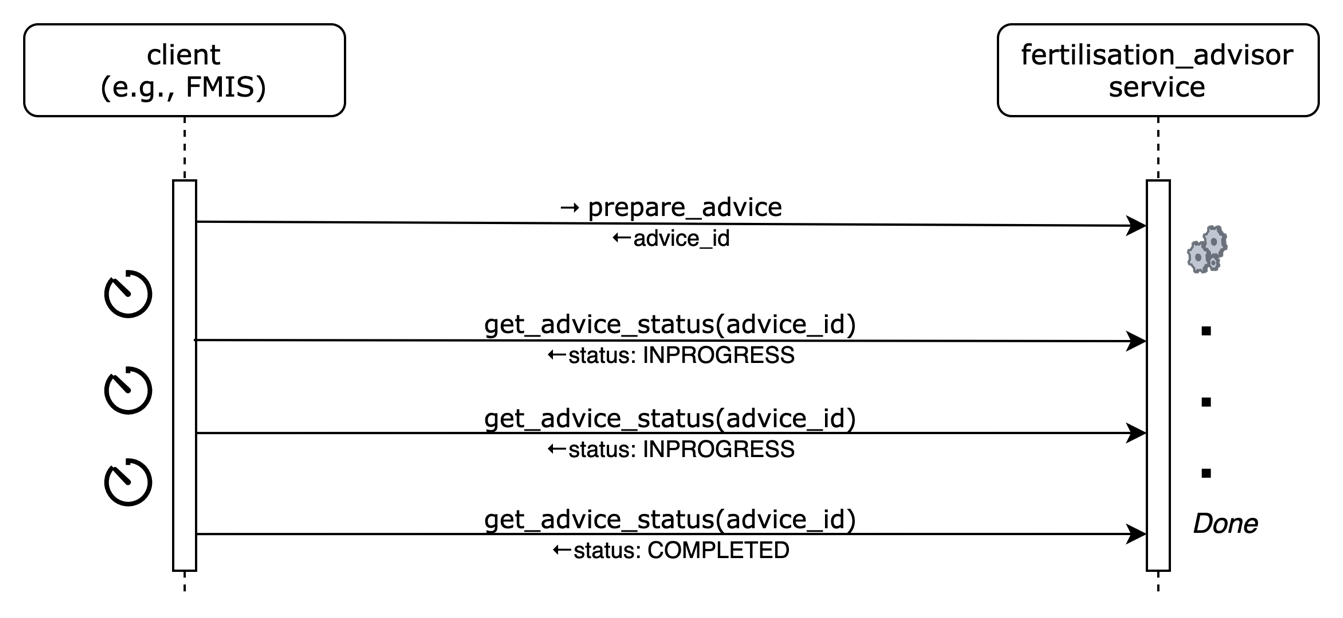 client
(e.g., FMIS)
fertilisation_advisor
service
→ prepare_advice
←advice_id
get_advice_status(advice_id)
←status: INPROGRESS
get_advice_status(advice_id)
←status: INPROGRESS
get_advice_status(advice_id)
←status: COMPLETED
Done